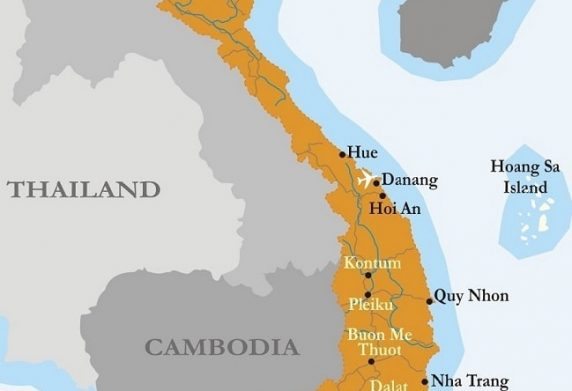 Hue
Danang
Hoang Sa
Island
THAILAND
Hoi An
Kontum
Pleiku
Quy Nhon
Buon Me
Thuot
CAMBODIA
Nha Trang
Dalat